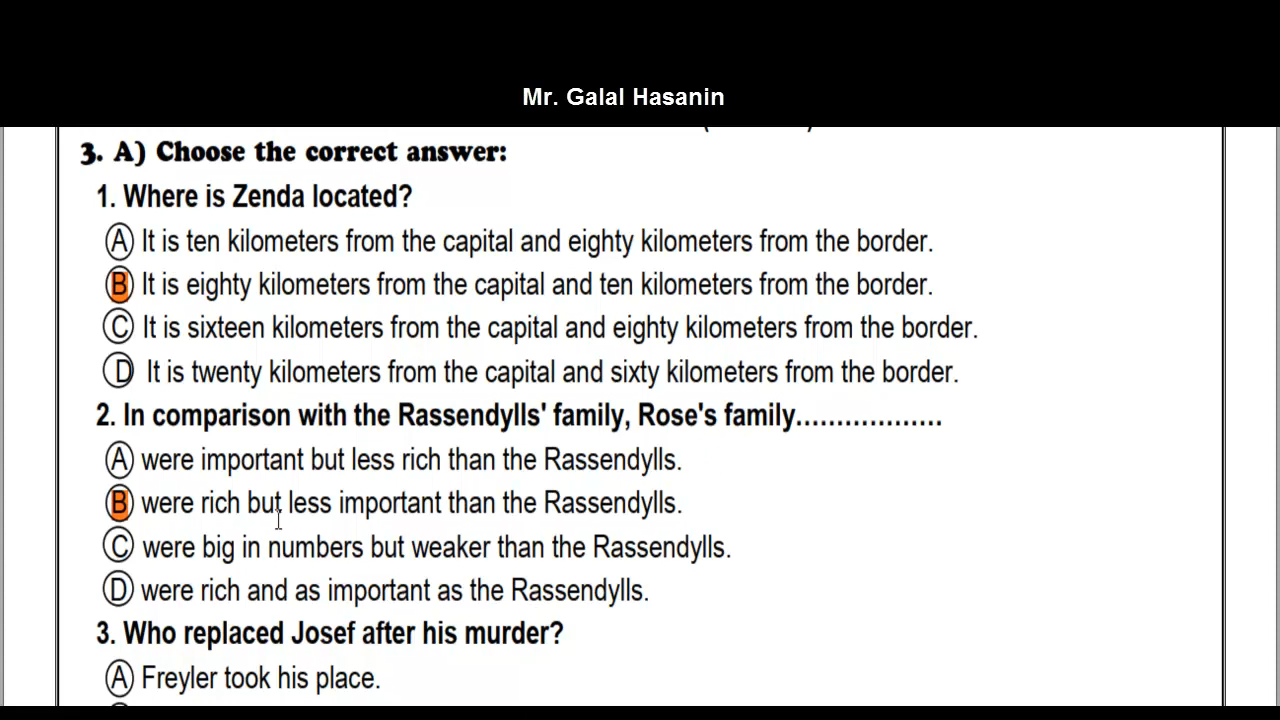 Mr. Galal Hasanin
3. A) Choose the correct answer:
1. Where is Zenda located?
A It is ten kilometers from the capital and eighty kilometers from the border.
B It is eighty kilometers from the capital and ten kilometers from the border.
C It is sixteen kilometers from the capital and eighty kilometers from the border.
D It is twenty kilometers from the capital and sixty kilometers from the border.
2. In comparison with the Rassendylls' family, Rose's family..................
A were important but less rich than the Rassendylls.
B were rich but less important than the Rassendylls.
C were big in numbers but weaker than the Rassendylls.
D were rich and as important as the Rassendylls.
3. Who replaced Josef after his murder?
A Freyler took his place.